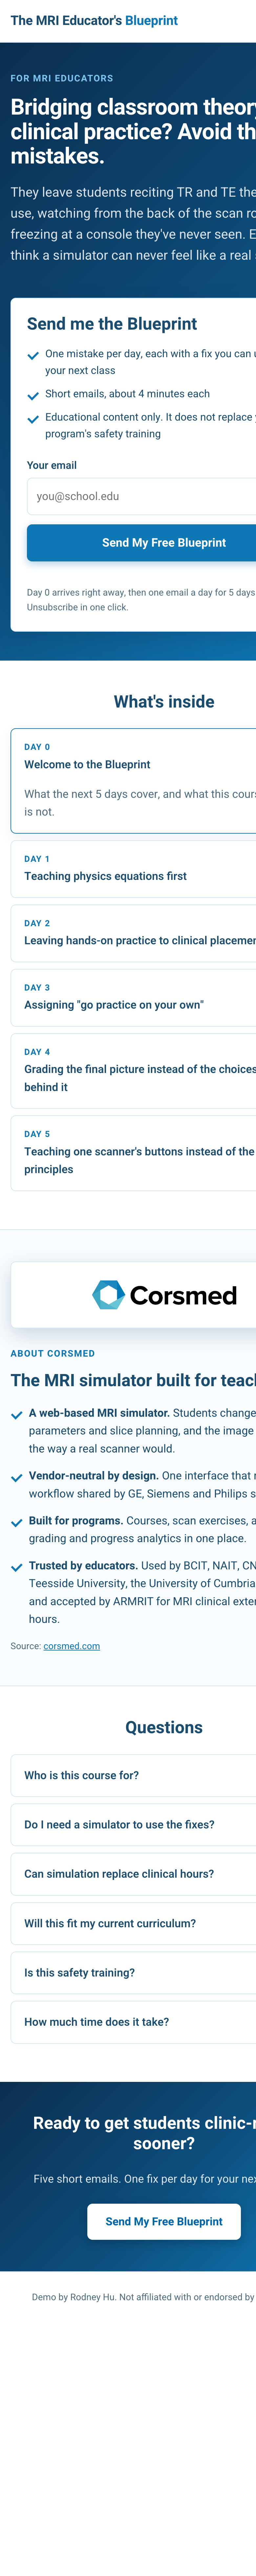 The MRI Educator's Blueprint
FOR MRI EDUCATORS
Bridging classroom theory
clinical practice? Avoid th
mistakes.
They leave students reciting TR and TE the
use, watching from the back of the scan ro
freezing at a console they've never seen. E
think a simulator can never feel like a real
Send me the Blueprint
One mistake per day, each with a fix you can u
your next class
Short emails, about 4 minutes each
Educational content only. It does not replace
program's safety training
Your email
you@school.edu
Send My Free Blueprint
Day 0 arrives right away, then one email a day for 5 days
Unsubscribe in one click.
What's inside
DAY 0
Welcome to the Blueprint
What the next 5 days cover, and what this cours
is not.
DAY 1
Teaching physics equations first
DAY 2
Leaving hands-on practice to clinical placemen
DAY 3
Assigning "go practice on your own"
DAY 4
Grading the final picture instead of the choices
behind it
DAY 5
Teaching one scanner's buttons instead of the
principles
Corsmed
ABOUT CORSMED
The MRI simulator built for teac
A web-based MRI simulator. Students change
parameters and slice planning, and the image
the way a real scanner would.
Vendor-neutral by design. One interface that
workflow shared by GE, Siemens and Philips s
Built for programs. Courses, scan exercises, a
grading and progress analytics in one place.
Trusted by educators. Used by BCIT, NAIT, CN
Teesside University, the University of Cumbria
and accepted by ARMRIT for MRI clinical exter
hours.
Source: corsmed.com
Questions
Who is this course for?
Do I need a simulator to use the fixes?
Can simulation replace clinical hours?
Will this fit my current curriculum?
Is this safety training?
How much time does it take?
Ready to get students clinic-r
sooner?
Five short emails. One fix per day for your nex
Send My Free Blueprint
Demo by Rodney Hu. Not affiliated with or endorsed by